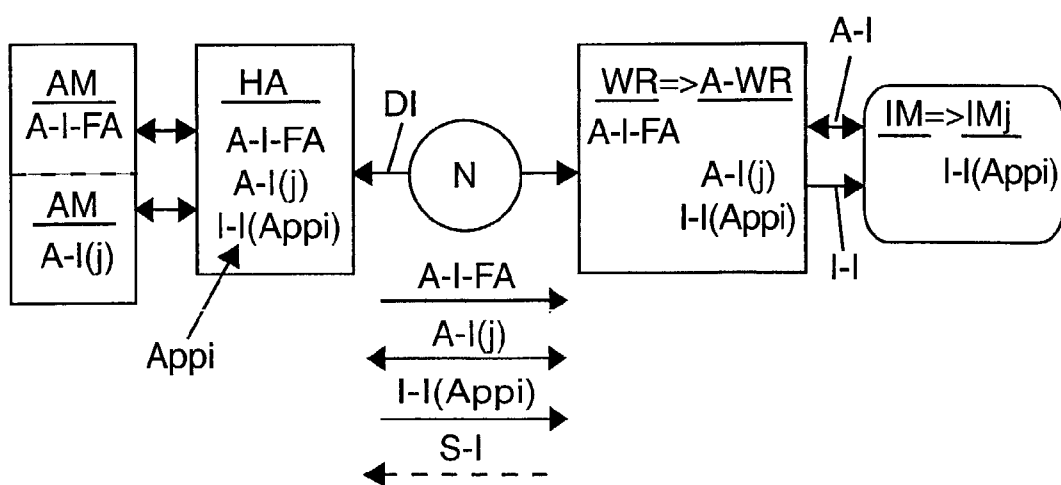 AM
A-I-FA
AM
A-I(j)
HA
A-I-FA
A-I(j)
I-I(Appi)
Appi
DI
N
A-I-FA
A-I(j)
I-I(Appi)
S-I
WR=>A-WR
A-I-FA
A-I(j)
I-I(Appi)
A-I
I-I
IM=>IMj
I-I(Appi)